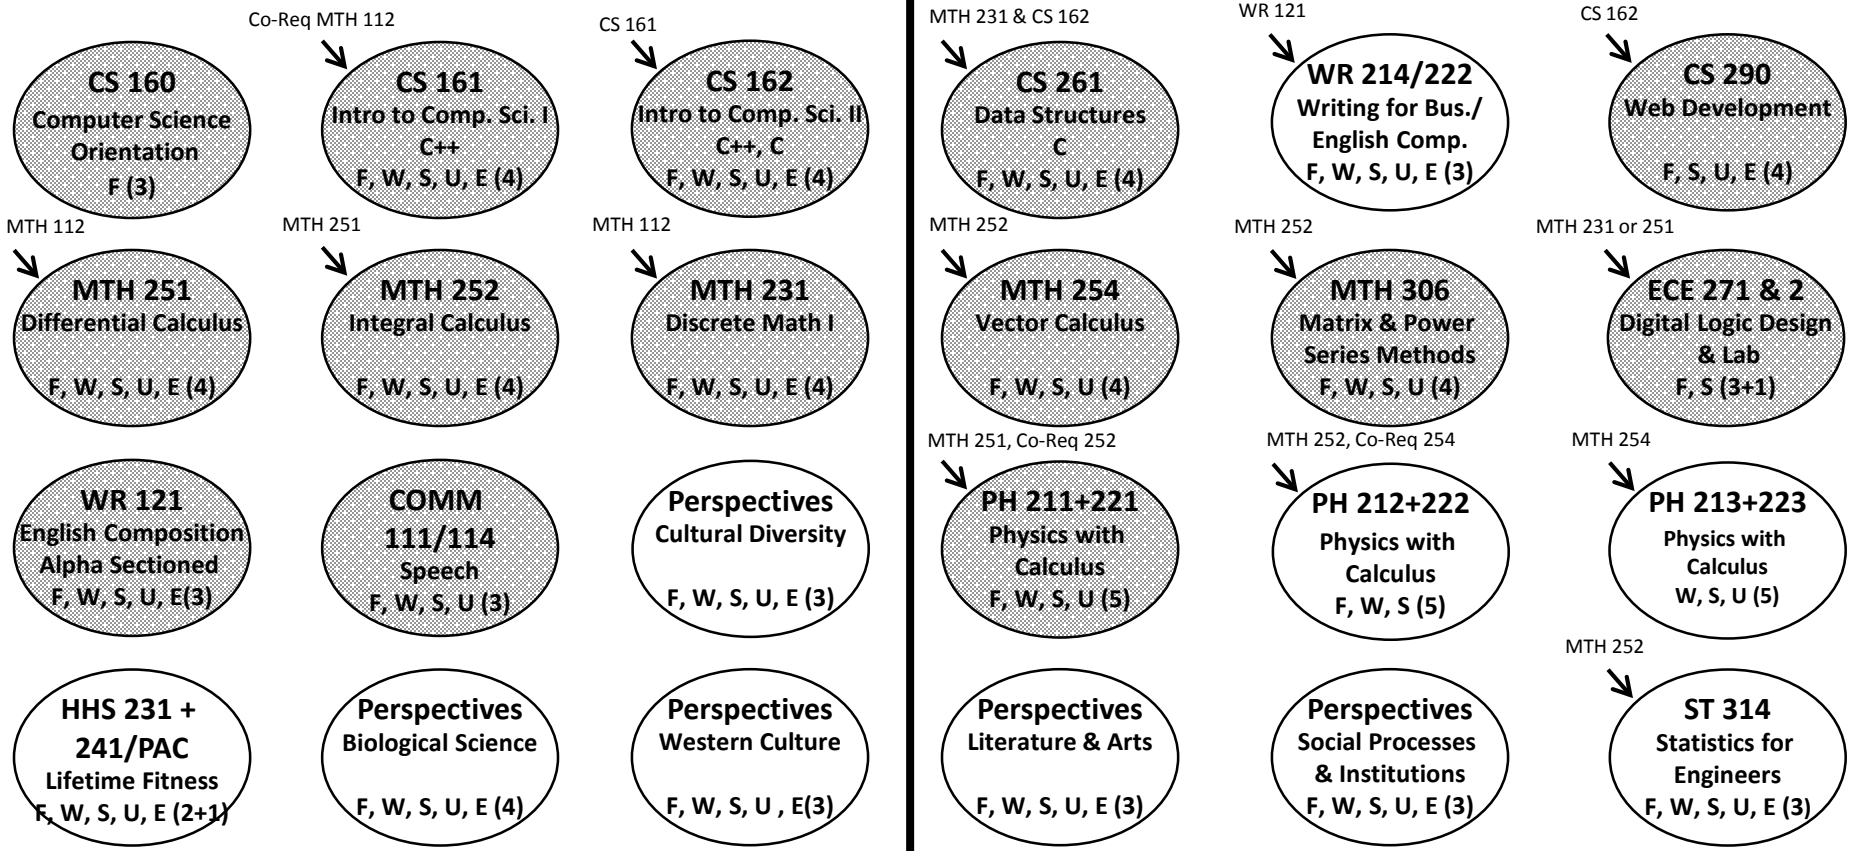 Co-Req MTH 112
CS 161
MTH 231 & CS 162
WR 121
CS 162
CS 160
Computer Science
Orientation
F (3)
CS 161
Intro to Comp. Sci. I
C++
F, W, S, U, E (4)
CS 162
Intro to Comp. Sci. II
C++, C
F, W, S, U, E (4)
CS 261
Data Structures
C
F, W, S, U, E (4)
WR 214/222
Writing for Bus./
English Comp.
F, W, S, U, E (3)
CS 290
Web Development
F, S, U, E (4)
MTH 112
MTH 251
MTH 112
MTH 252
MTH 252
MTH 231 or 251
MTH 251
Differential Calculus
F, W, S, U, E (4)
MTH 252
Integral Calculus
F, W, S, U, E (4)
MTH 231
Discrete Math I
F, W, S, U, E (4)
MTH 254
Vector Calculus
F, W, S, U (4)
MTH 306
Matrix & Power
Series Methods
F, W, S, U (4)
ECE 271 & 2
Digital Logic Design
& Lab
F, S (3+1)
MTH 251, Co-Req 252
MTH 252, Co-Req 254
MTH 254
WR 121
English Composition
Alpha Sectioned
F, W, S, U, E(3)
COMM
111/114
Speech
F, W, S, U (3)
Perspectives
Cultural Diversity
F, W, S, U, E (3)
PH 211+221
Physics with
Calculus
F, W, S, U (5)
PH 212+222
Physics with
Calculus
F, W, S (5)
PH 213+223
Physics with
Calculus
W, S, U (5)
MTH 252
HHS 231 +
241/PAC
Lifetime Fitness
F, W, S, U, E (2+1)
Perspectives
Biological Science
F, W, S, U, E (4)
Perspectives
Western Culture
F, W, S, U , E(3)
Perspectives
Literature & Arts
F, W, S, U, E (3)
Perspectives
Social Processes
& Institutions
F, W, S, U, E (3)
ST 314
Statistics for
Engineers
F, W, S, U, E (3)